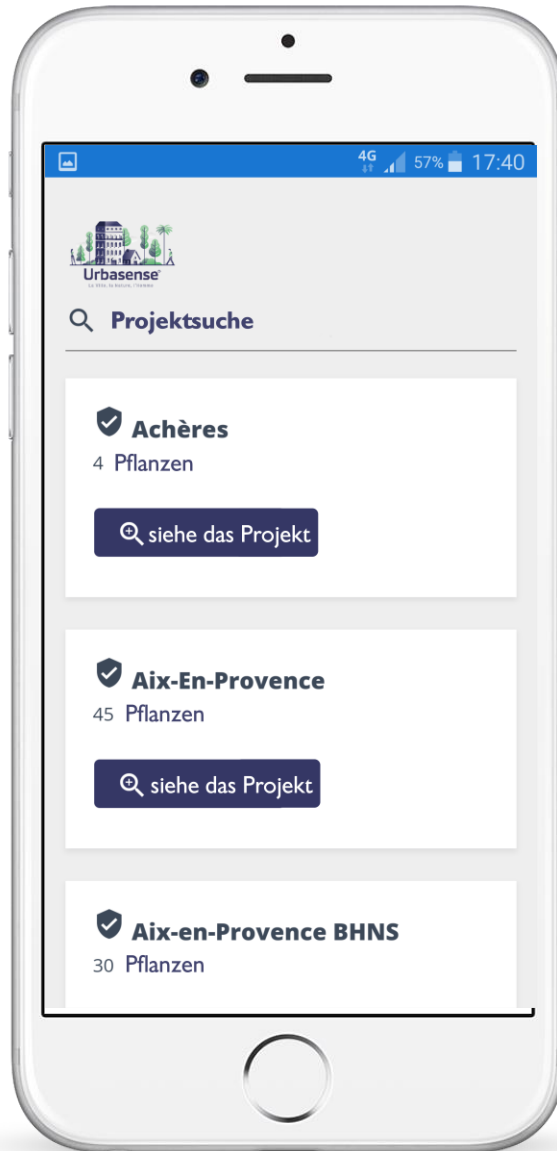 4G 57% 17:40
Urbasense
La Ville, la Nature, l'Humain
Projektsuche
Achères
4 Pflanzen
siehe das Projekt
Aix-En-Provence
45 Pflanzen
siehe das Projekt
Aix-en-Provence BHNS
30 Pflanzen